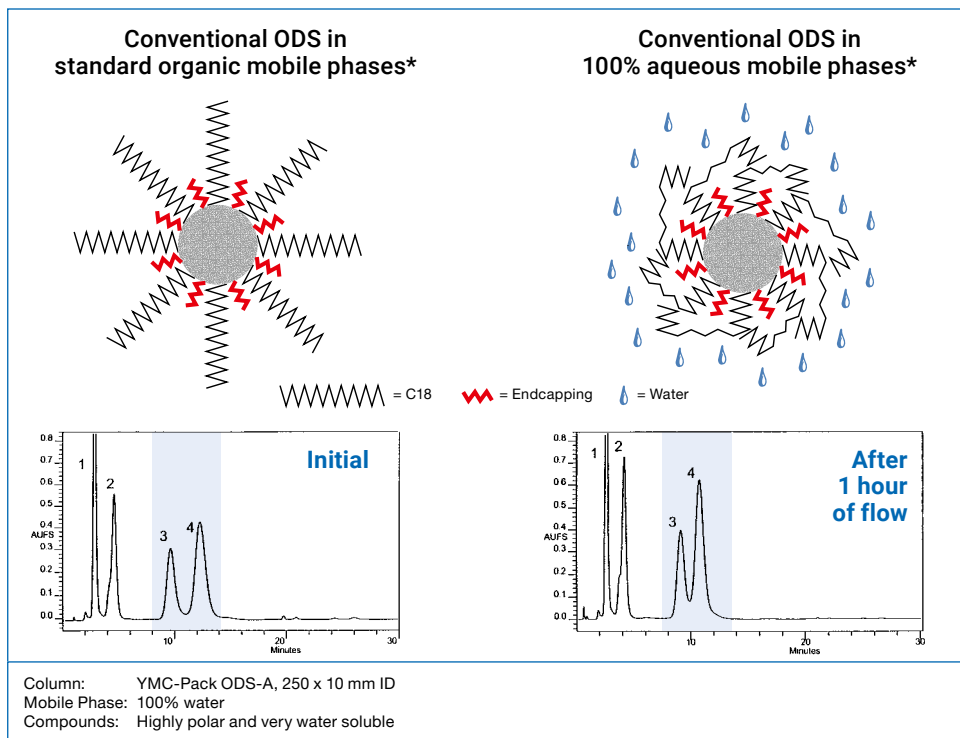 Conventional ODS in
standard organic mobile phases*
Conventional ODS in
100% aqueous mobile phases*
= C18
= Endcapping
= Water
Initial
0.8
0.7
0.6
0.5
0.4
AUFS
0.3
0.2
0.1
0.0
1
2
3
4
10
20
30
Minutes
After
1 hour
of flow
0.8
0.7
0.6
0.5
0.4
AUFS
0.3
0.2
0.1
0.0
1
2
3
4
10
20
30
Minutes
Column: YMC-Pack ODS-A, 250 x 10 mm ID
Mobile Phase: 100% water
Compounds: Highly polar and very water soluble